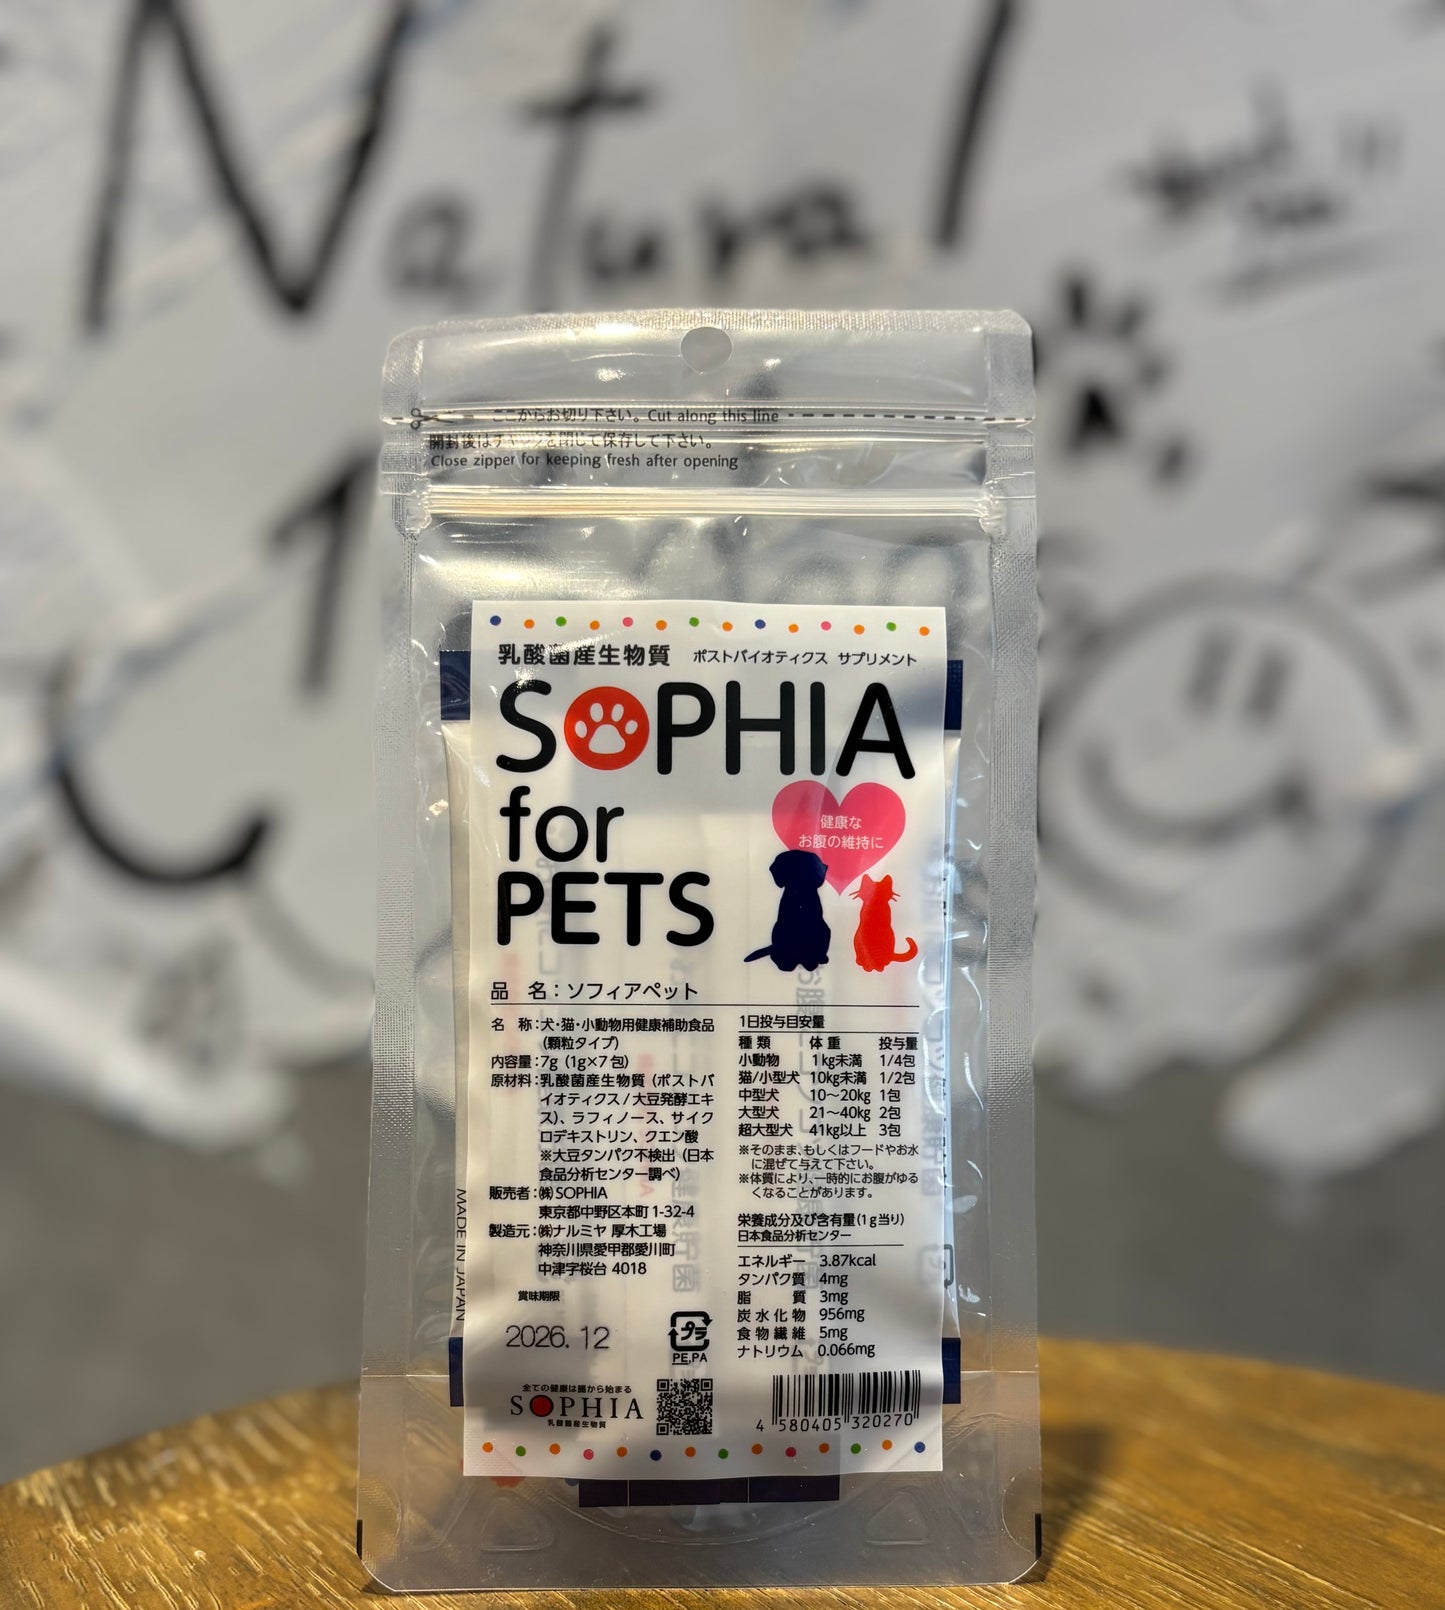 Natural
ここからお切り下さい。Cut along this line
開封後はチャックを閉じて保存して下さい。
Close zipper for keeping fresh after opening
乳酸菌産生物質 ポストバイオティクス サプリメント
SOPHIA
for
PETS
健康な
お腹の維持に
品 名：ソフィアペット
名 称：犬・猫・小動物用健康補助食品
（顆粒タイプ）
内容量：7g（1g×7包）
原材料：乳酸菌産生物質（ポストバ
イオティクス/大豆発酵エキ
ス）、ラフィノース、サイク
ロデキストリン、クエン酸
※大豆タンパク不検出（日本
食品分析センター調べ）
販売者：㈱SOPHIA
東京都中野区本町1-32-4
製造元：㈱ナルミヤ 厚木工場
神奈川県愛甲郡愛川町
中津字桜台 4018
賞味期限
2026.12
プラ
PE,PA
全ての健康は腸から始まる
SOPHIA
乳酸菌産生物質
MADE IN JAPAN
1日投与目安量
種類 体重 投与量
小動物 1kg未満 1/4包
猫/小型犬 10kg未満 1/2包
中型犬 10～20kg 1包
大型犬 21～40kg 2包
超大型犬 41kg以上 3包
※そのまま、もしくはフードやお水
に混ぜて与えて下さい。
※体質により、一時的にお腹がゆる
くなることがあります。
栄養成分及び含有量（1g当り）
日本食品分析センター
エネルギー 3.87kcal
タンパク質 4mg
脂質 3mg
炭水化物 956mg
食物繊維 5mg
ナトリウム 0.066mg
4 580405 320270